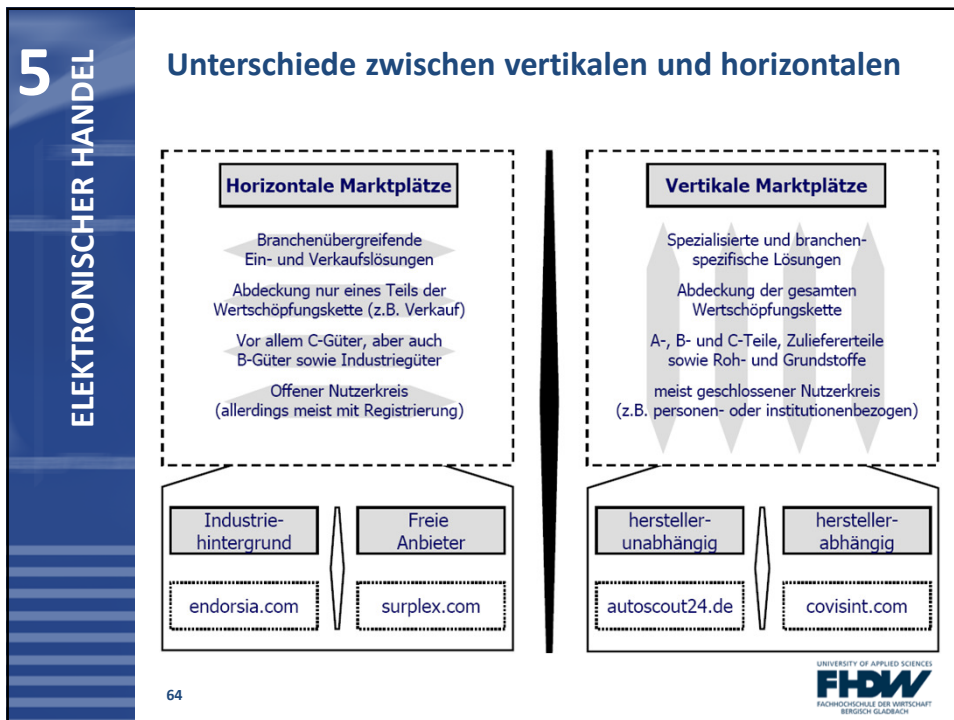 5
ELEKTRONISCHER HANDEL
Unterschiede zwischen vertikalen und horizontalen
Horizontale Marktplätze
Branchenübergreifende
Ein- und Verkaufslösungen
Abdeckung nur eines Teils der
Wertschöpfungskette (z.B. Verkauf)
Vor allem C-Güter, aber auch
B-Güter sowie Industriegüter
Offener Nutzerkreis
(allerdings meist mit Registrierung)
Industrie-
hintergrund
Freie
Anbieter
endorsia.com
surplex.com
Vertikale Marktplätze
Spezialisierte und branchen-
spezifische Lösungen
Abdeckung der gesamten
Wertschöpfungskette
A-, B- und C-Teile, Zuliefererteile
sowie Roh- und Grundstoffe
meist geschlossener Nutzerkreis
(z.B. personen- oder institutionenbezogen)
hersteller-
unabhängig
hersteller-
abhängig
autoscout24.de
covisint.com
64
UNIVERSITY OF APPLIED SCIENCES
FHDW
FACHHOCHSCHULE DER WIRTSCHAFT
BERGISCH GLADBACH